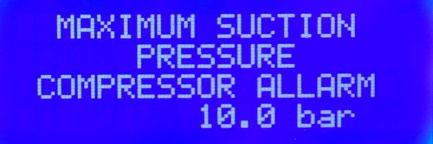 MAXIMUM SUCTION
PRESSURE
COMPRESSOR ALLARM
10.0 bar